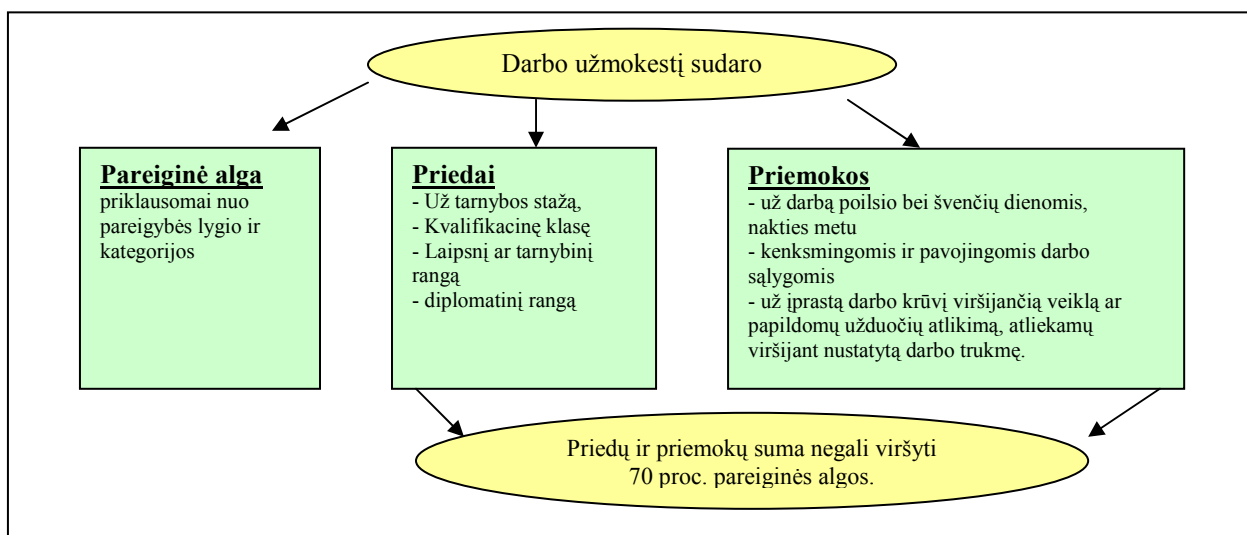 Darbo užmokestį sudaro
Pareiginė alga
priklausomai nuo
pareigybės lygio ir
kategorijos
Priedai
- Už tarnybos stažą,
- Kvalifikacinę klasę
- Laipsnį ar tarnybinį
rangą
- diplomatinį rangą
Priemokos
- už darbą poilsio bei švenčių dienomis,
nakties metu
- kenksmingomis ir pavojingomis darbo
sąlygomis
- už įprastą darbo krūvį viršijančią veiklą ar
papildomų užduočių atlikimą, atliekamų
viršijant nustatytą darbo trukmę.
Priedų ir priemokų suma negali viršyti
70 proc. pareiginės algos.